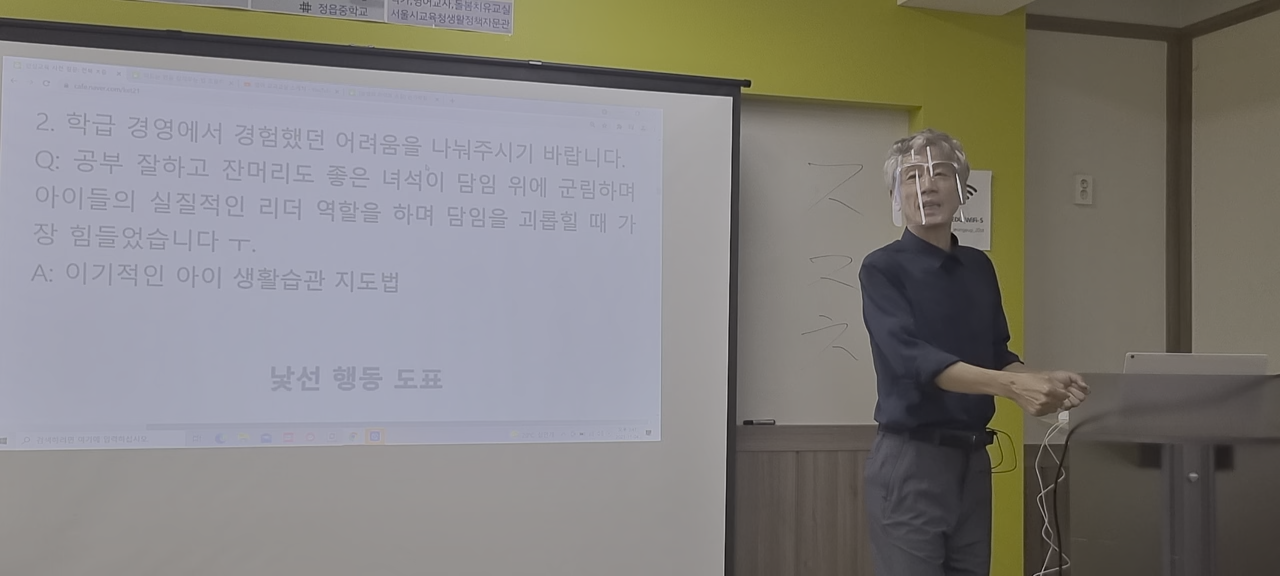 정읍중학교
서울시교육청생활정책자문관
2. 학급 경영에서 경험했던 어려움을 나눠주시기 바랍니다.
Q: 공부 잘하고 잔머리도 좋은 녀석이 담임 위에 군림하며
아이들의 실질적인 리더 역할을 하며 담임을 괴롭힐 때 가
장 힘들었습니다 ㅜ.
A: 이기적인 아이 생활습관 지도법
낯선 행동 도표
ㅈ
ㄹ
ㅊ